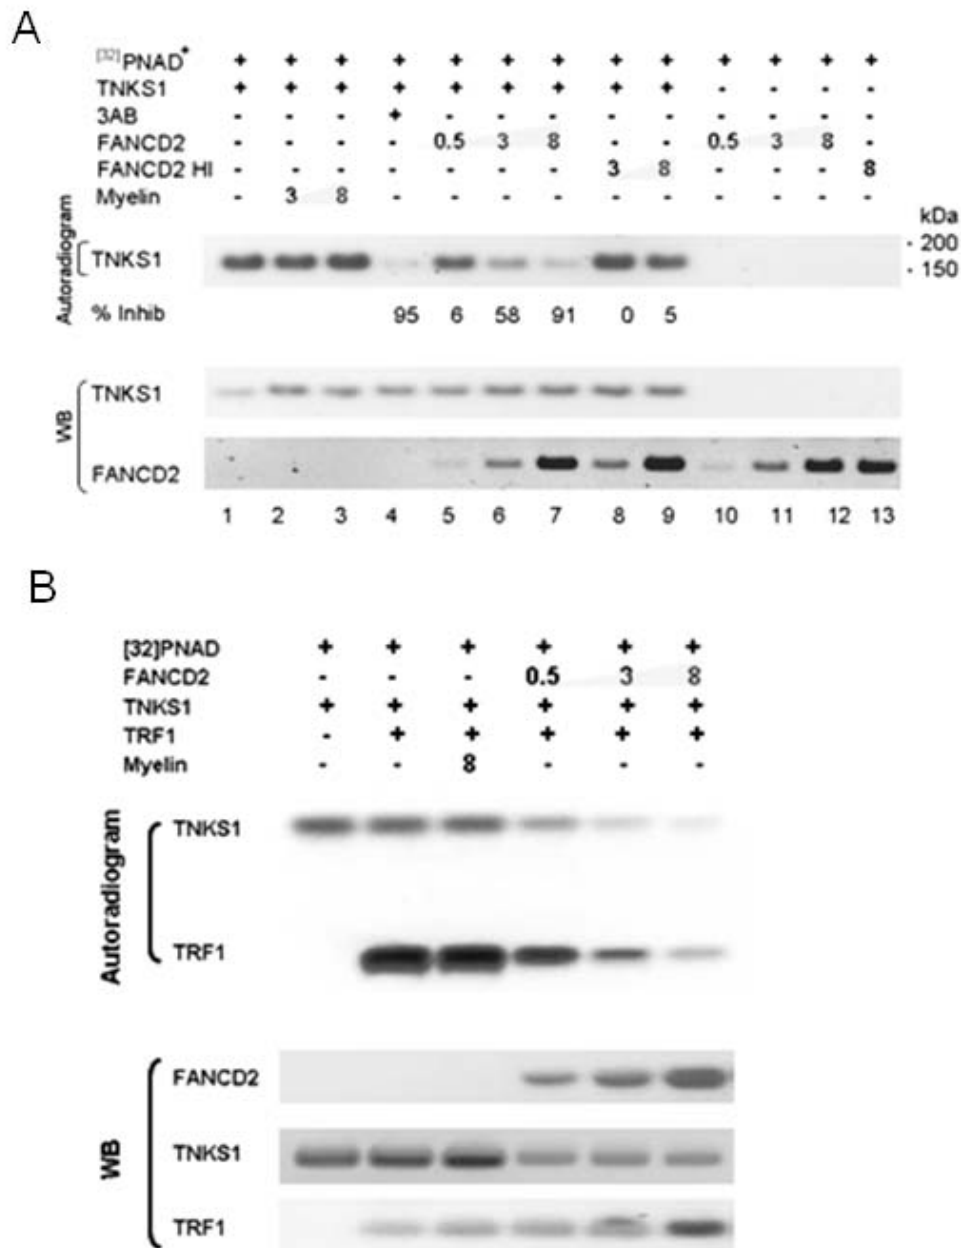 A
[32]PNAD+ + + + + + + + + + + + + +
TNKS1 + + + + + + + + + - - - -
3AB - - - + - - - - - - - - -
FANCD2 - - - - 0.5 3 8 - - 0.5 3 8 -
FANCD2 HI - - - - - - - 3 8 - - - 8
Myelin - 3 8 - - - - - - - - - -
kDa
Autoradiogram
TNKS1
200
150
% Inhib 95 6 58 91 0 5
WB
TNKS1
FANCD2
1 2 3 4 5 6 7 8 9 10 11 12 13
B
[32]PNAD + + + + + +
FANCD2 - - - 0.5 3 8
TNKS1 + + + + + +
TRF1 - + + + + +
Myelin - - 8 - - -
Autoradiogram
TNKS1
TRF1
WB
FANCD2
TNKS1
TRF1